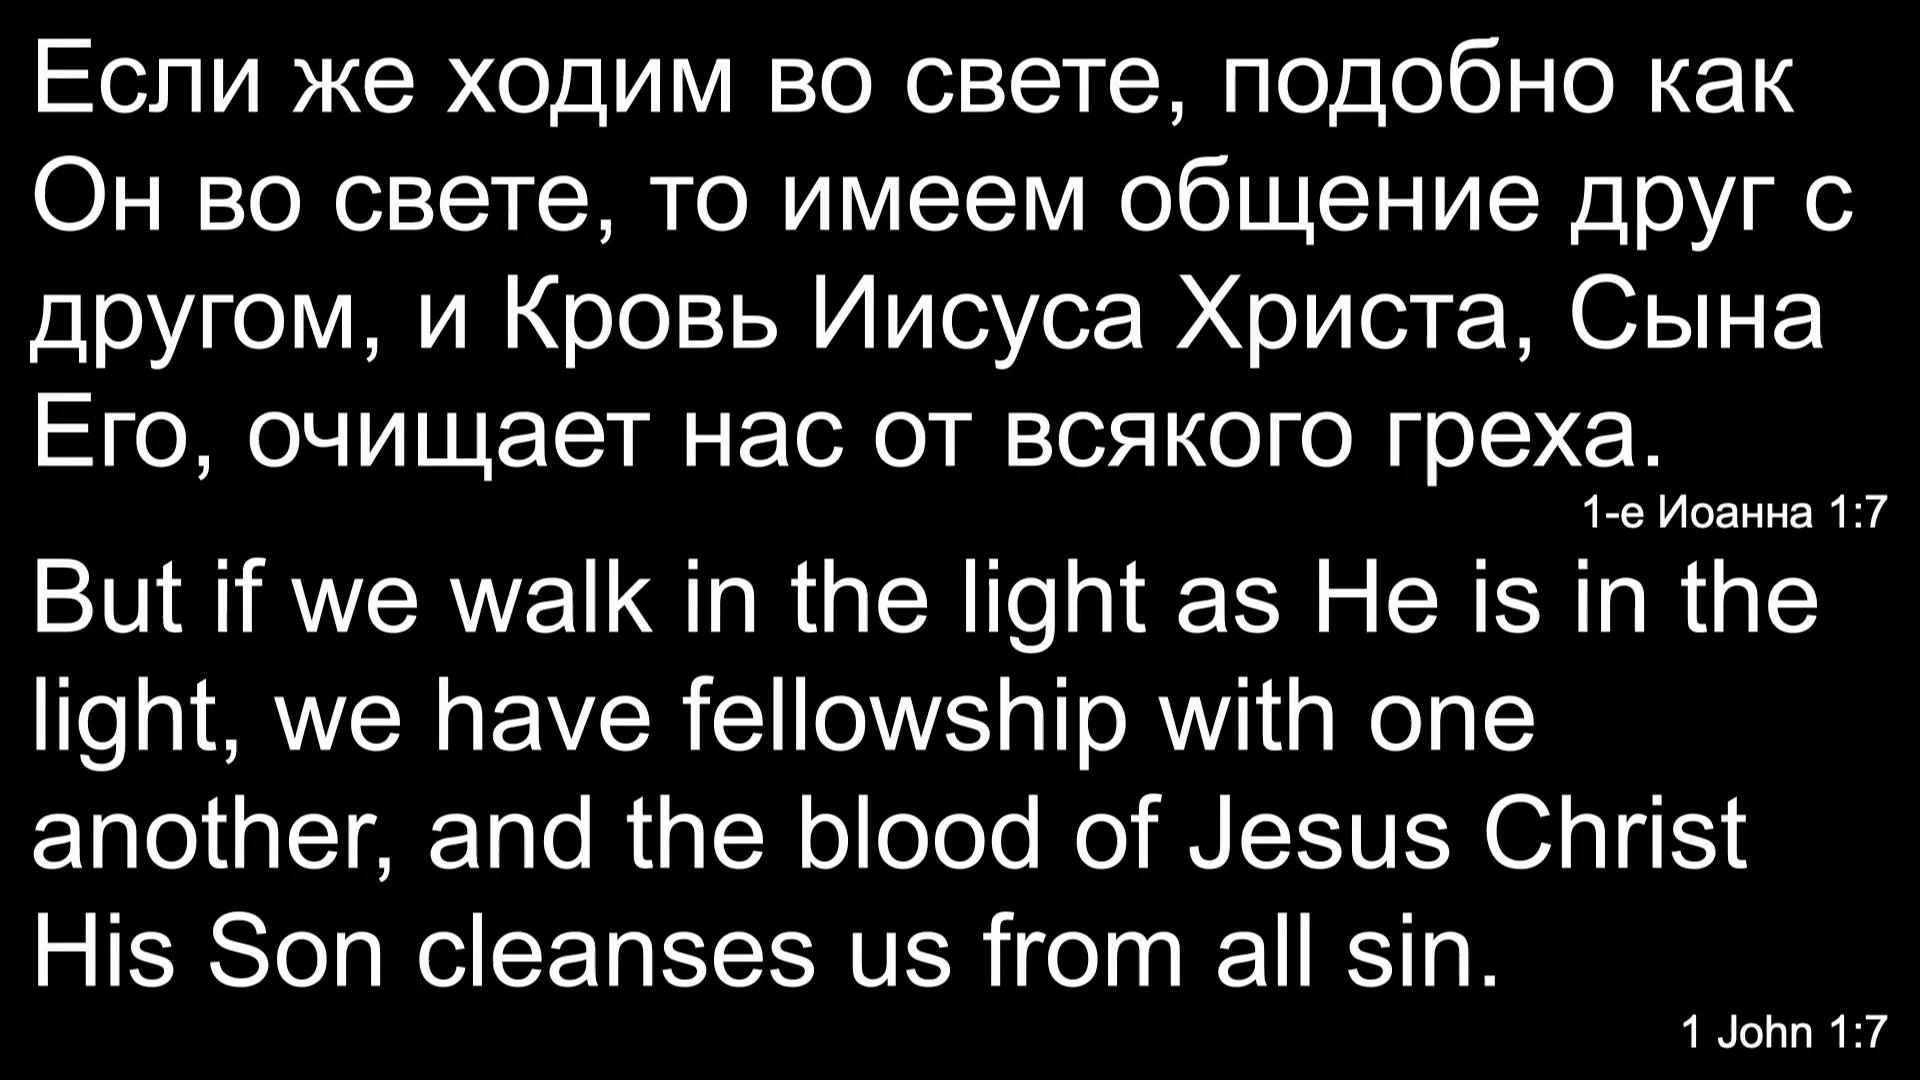 Если же ходим во свете, подобно как
Он во свете, то имеем общение друг с
другом, и Кровь Иисуса Христа, Сына
Его, очищает нас от всякого греха.
1-е Иоанна 1:7
But if we walk in the light as He is in the
light, we have fellowship with one
another, and the blood of Jesus Christ
His Son cleanses us from all sin.
1 John 1:7